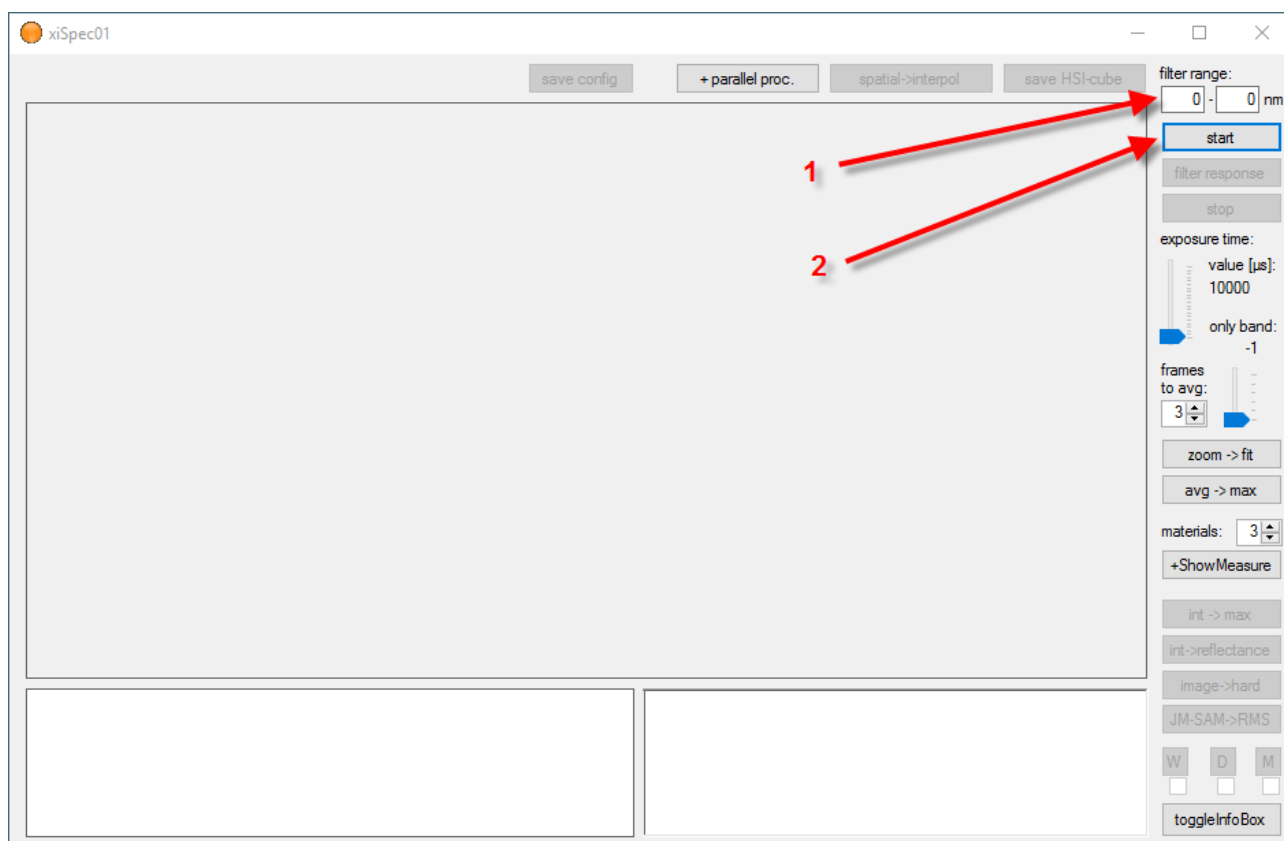 xiSpec01
save config + parallel proc. spatial->interpol save HSI-cube
filter range:
0 - 0 nm
1
start
filter response
stop
2
exposure time:
value [µs]:
10000
only band:
-1
frames
to avg:
3
zoom -> fit
avg -> max
materials: 3
+ShowMeasure
int -> max
int->reflectance
image->hard
JM-SAM->RMS
W D M
toggleInfoBox